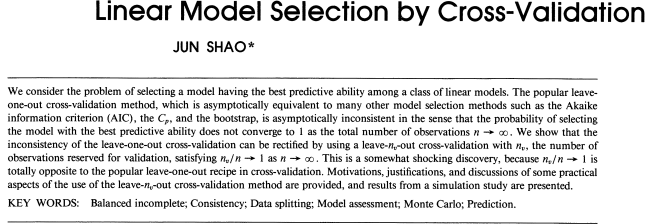 Linear Model Selection by Cross-Validation
JUN SHAO*
We consider the problem of selecting a model having the best predictive ability among a class of linear models. The popular leave-
one-out cross-validation method, which is asymptotically equivalent to many other model selection methods such as the Akaike
information criterion (AIC), the Cp, and the bootstrap, is asymptotically inconsistent in the sense that the probability of selecting
the model with the best predictive ability does not converge to 1 as the total number of observations n → ∞. We show that the
inconsistency of the leave-one-out cross-validation can be rectified by using a leave-nᵥ-out cross-validation with nᵥ, the number of
observations reserved for validation, satisfying nᵥ/n → 1 as n → ∞. This is a somewhat shocking discovery, because nᵥ/n → 1 is
totally opposite to the popular leave-one-out recipe in cross-validation. Motivations, justifications, and discussions of some practical
aspects of the use of the leave-nᵥ-out cross-validation method are provided, and results from a simulation study are presented.
KEY WORDS: Balanced incomplete; Consistency; Data splitting; Model assessment; Monte Carlo; Prediction.